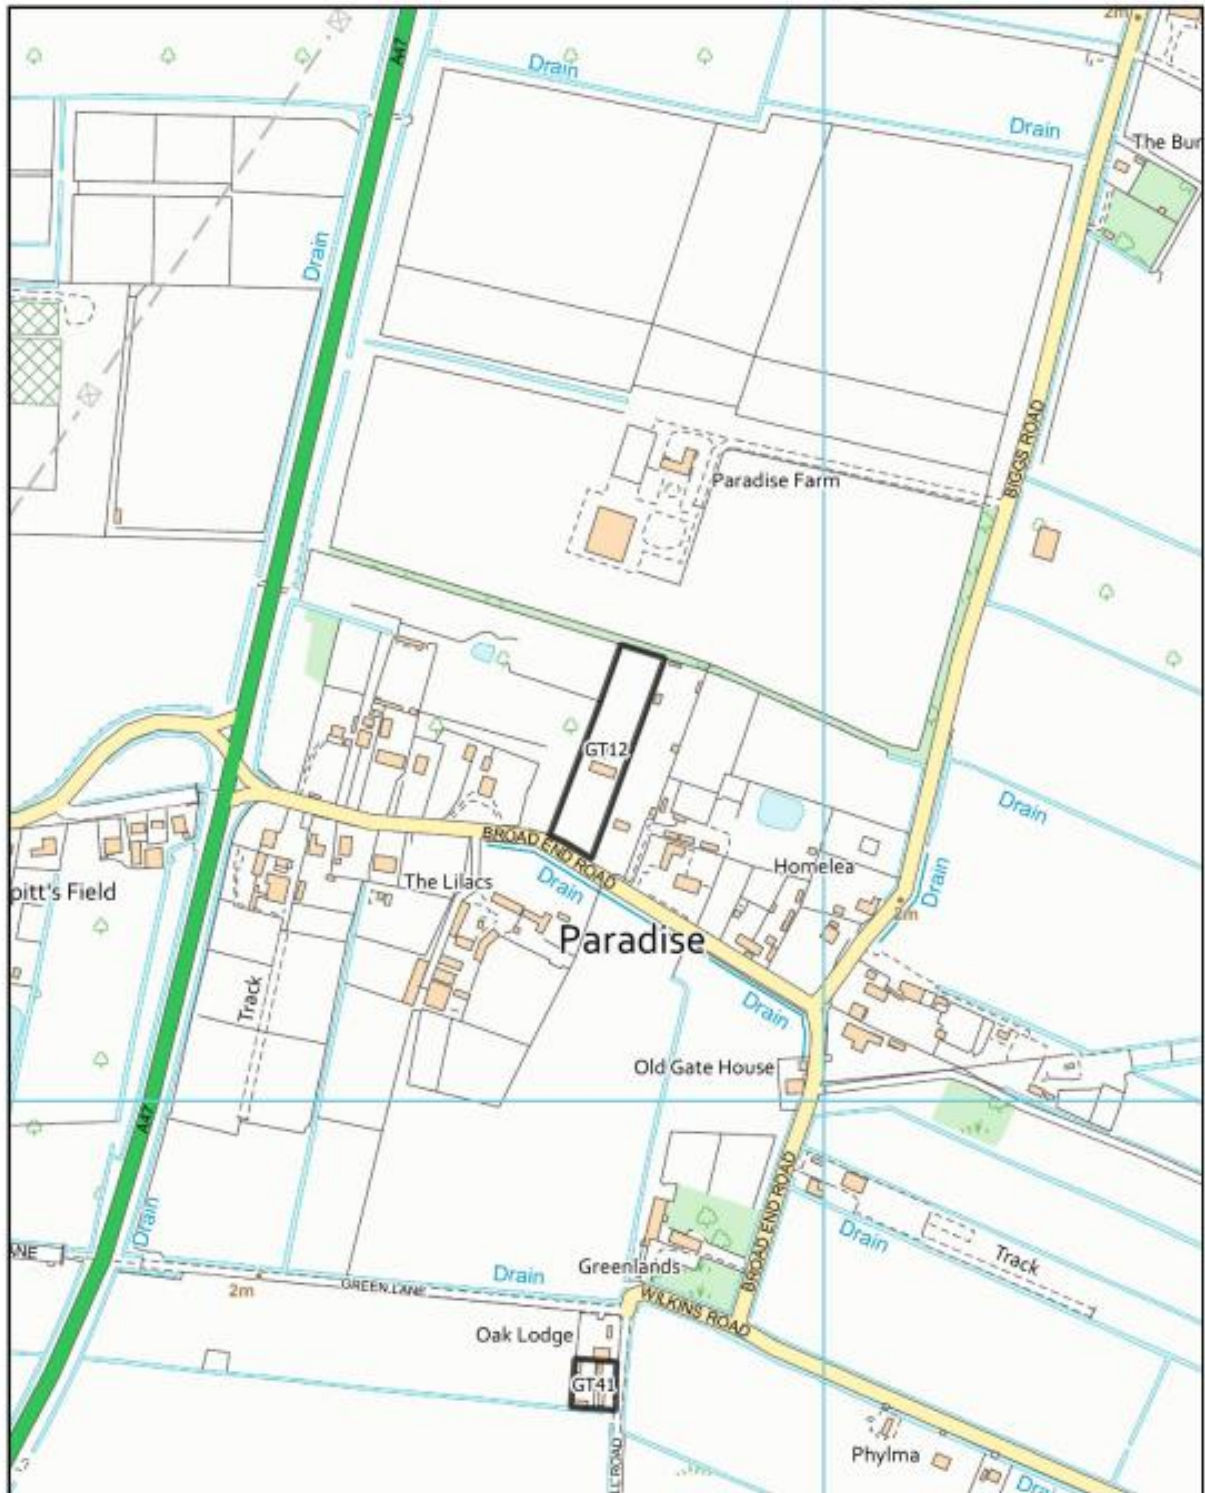 2m
A47
Drain
Drain
The Bur
Drain
BIGGS ROAD
Paradise Farm
GT12
Drain
BROAD END ROAD
Homelea
pitt's Field
The Lilacs
Drain
Drain
2m
Paradise
Track
Drain
Old Gate House
A47
BROAD END ROAD
Drain
Drain
Track
Greenlands
Drain
GREEN LANE
2m
WILKINS ROAD
Oak Lodge
GT41
Phylma